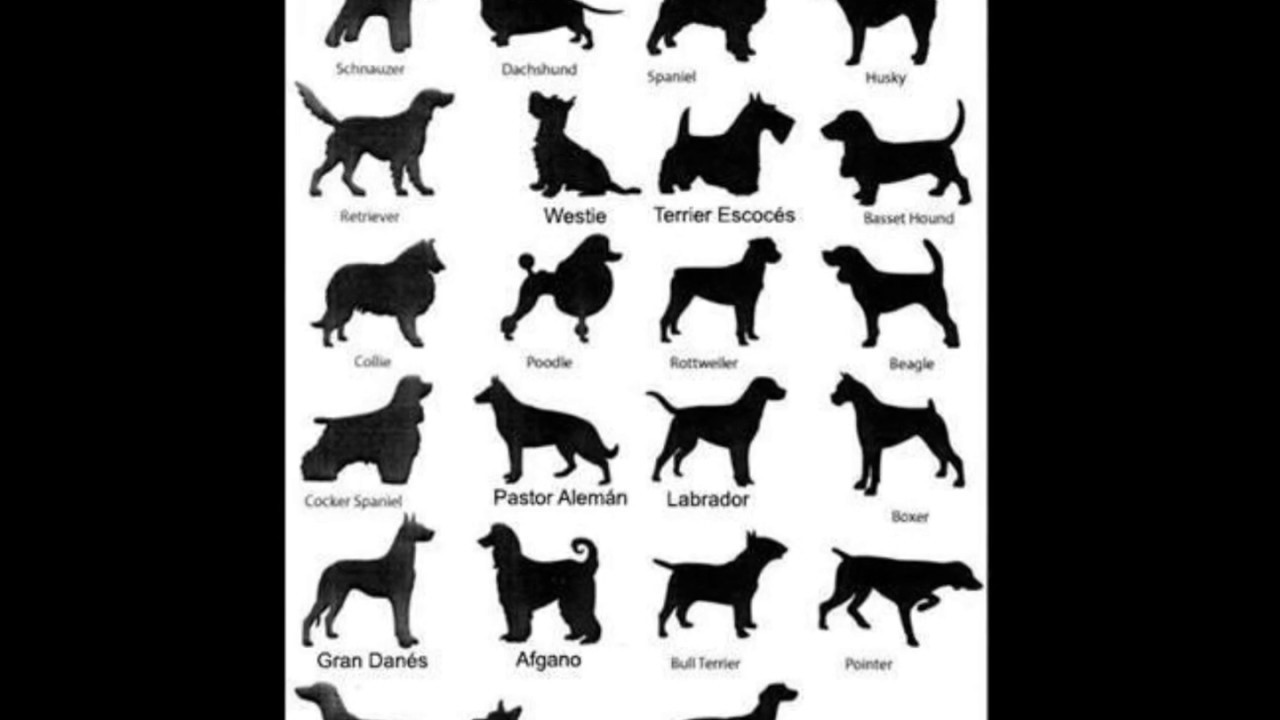 Schnauzer
Dachshund
Spaniel
Husky
Retriever
Westie
Terrier Escocés
Basset Hound
Collie
Poodle
Rottweiler
Beagle
Cocker Spaniel
Pastor Alemán
Labrador
Boxer
Gran Danés
Afgano
Bull Terrier
Pointer